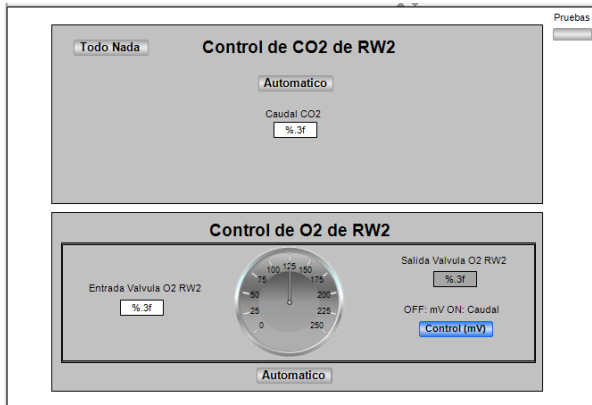 Pruebas
Todo Nada
Control de CO2 de RW2
Automatico
Caudal CO2
%.3f
Control de O2 de RW2
Entrada Valvula O2 RW2
%.3f
0
25
50
75
100
125
150
175
200
225
250
Salida Valvula O2 RW2
%.3f
OFF: mV ON: Caudal
Control (mV)
Automatico